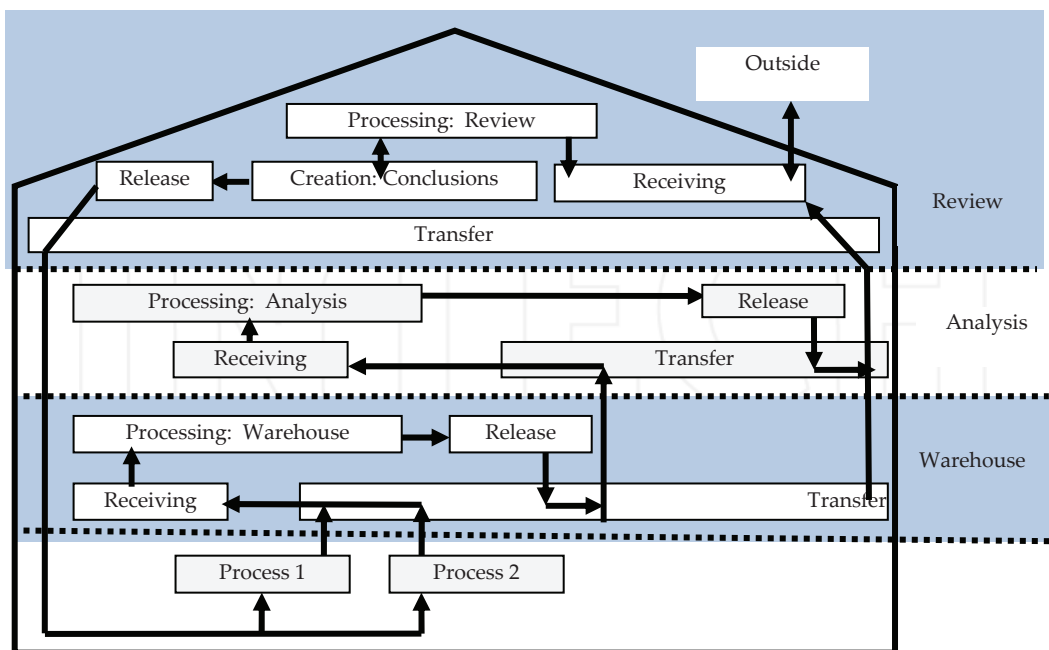 Outside
Processing: Review
Release
Creation: Conclusions
Receiving
Review
Transfer
Processing: Analysis
Release
Analysis
Receiving
Transfer
Processing: Warehouse
Release
Warehouse
Receiving
Transfer
Process 1
Process 2